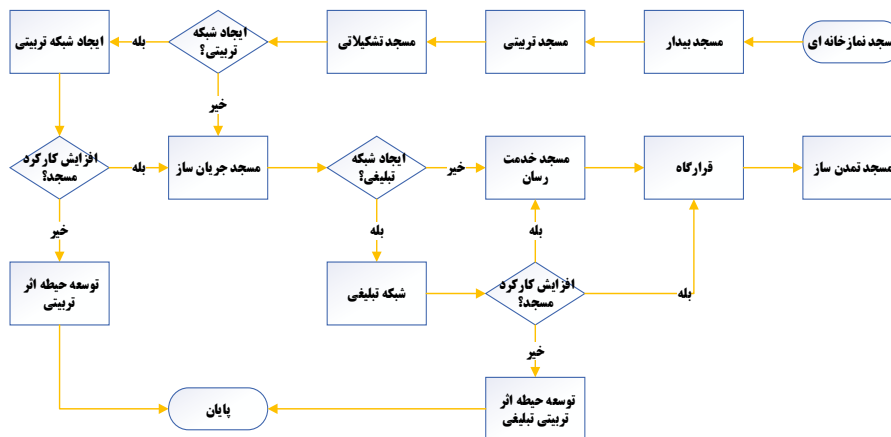 مسجد نمازخانه ای
مسجد بیدار
مسجد تربیتی
مسجد تشکیلاتی
ایجاد شبکه
تربیتی؟
بله
ایجاد شبکه تربیتی
خیر
افزایش کارکرد
مسجد؟
بله
مسجد جریان ساز
ایجاد شبکه
تبلیغی؟
خیر
مسجد خدمت
رسان
قرارگاه
مسجد تمدن ساز
خیر
بله
بله
توسعه حیطه اثر
تربیتی
شبکه تبلیغی
افزایش کارکرد
مسجد؟
بله
خیر
پایان
توسعه حیطه اثر
تربیتی تبلیغی